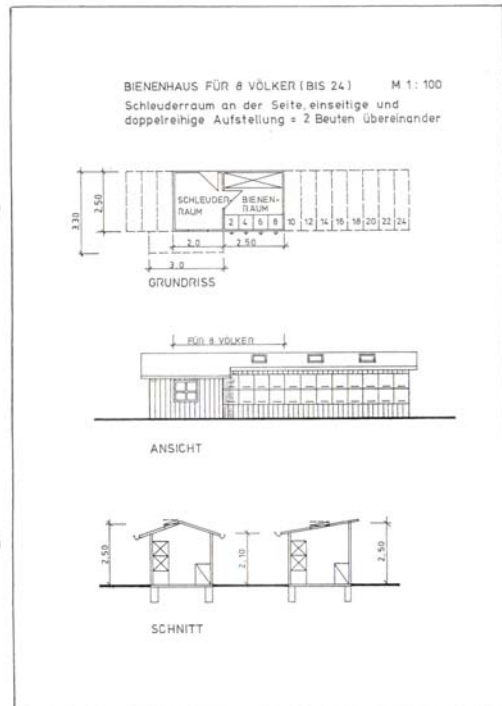 BIENENHAUS FÜR 8 VÖLKER (BIS 24) M 1 : 100
Schleuderraum an der Seite, einseitige und
doppelreihige Aufstellung = 2 Beuten übereinander
3.30
2.50
SCHLEUDER-
RAUM
BIENEN-
RAUM
2 4 6 8 10 12 14 16 18 20 22 24
2.0 2.50
3.0
GRUNDRISS
FÜR 8 VÖLKER
ANSICHT
2.50
2.10
2.50
SCHNITT